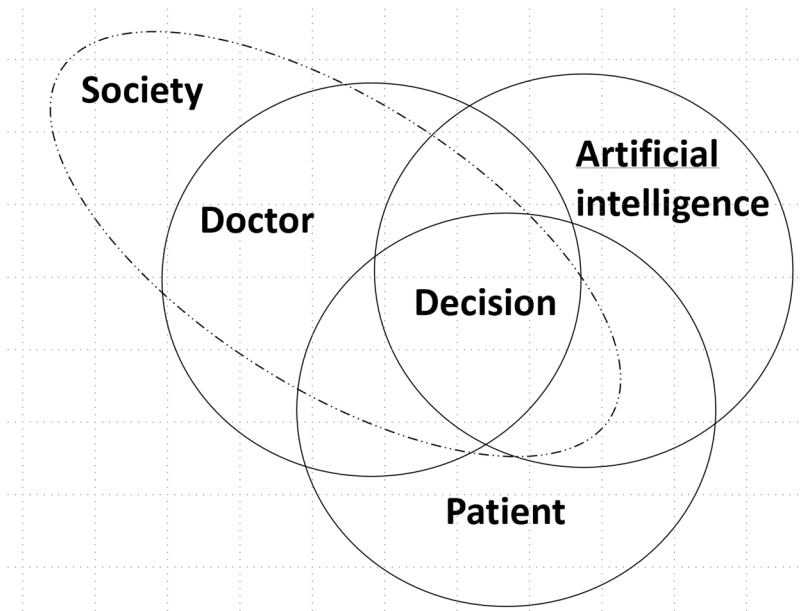 Society
Artificial
intelligence
Doctor
Decision
Patient